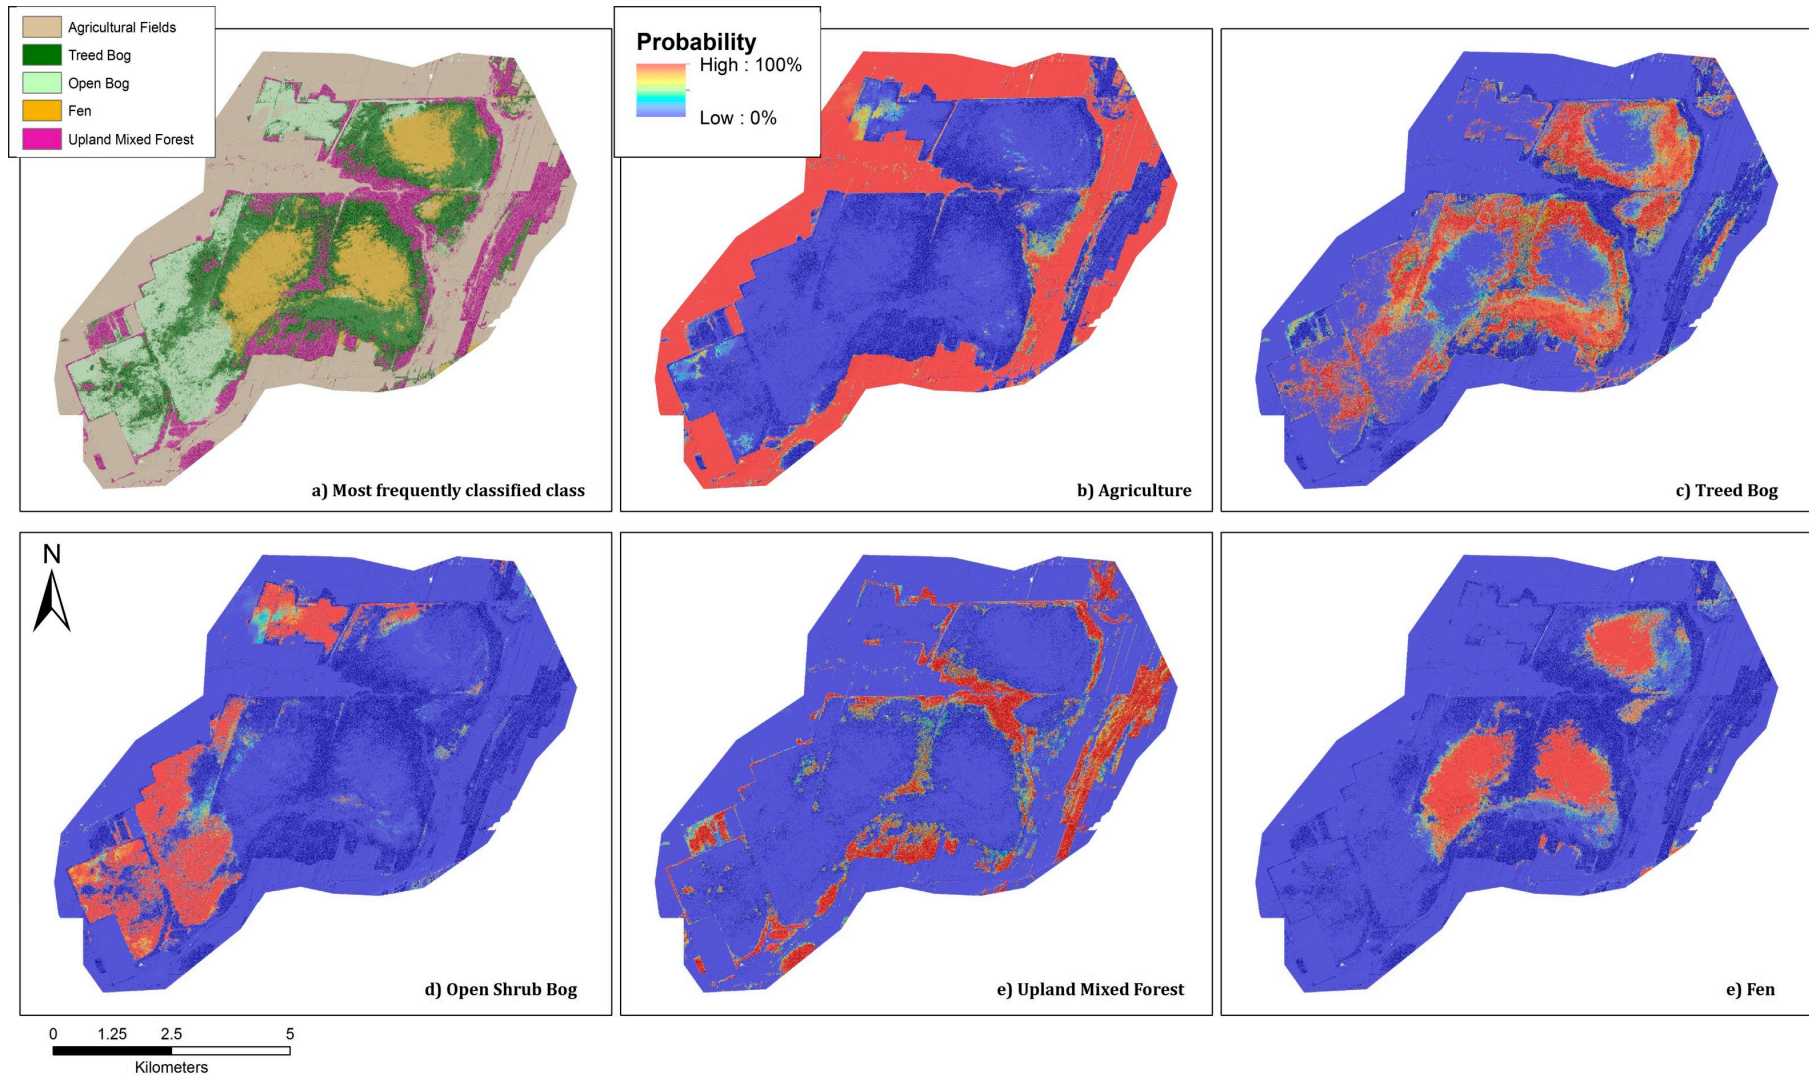 Agricultural Fields
Treed Bog
Open Bog
Fen
Upland Mixed Forest
Probability
High : 100%
Low : 0%
a) Most frequently classified class
b) Agriculture
c) Treed Bog
N
d) Open Shrub Bog
e) Upland Mixed Forest
e) Fen
0 1.25 2.5 5
Kilometers